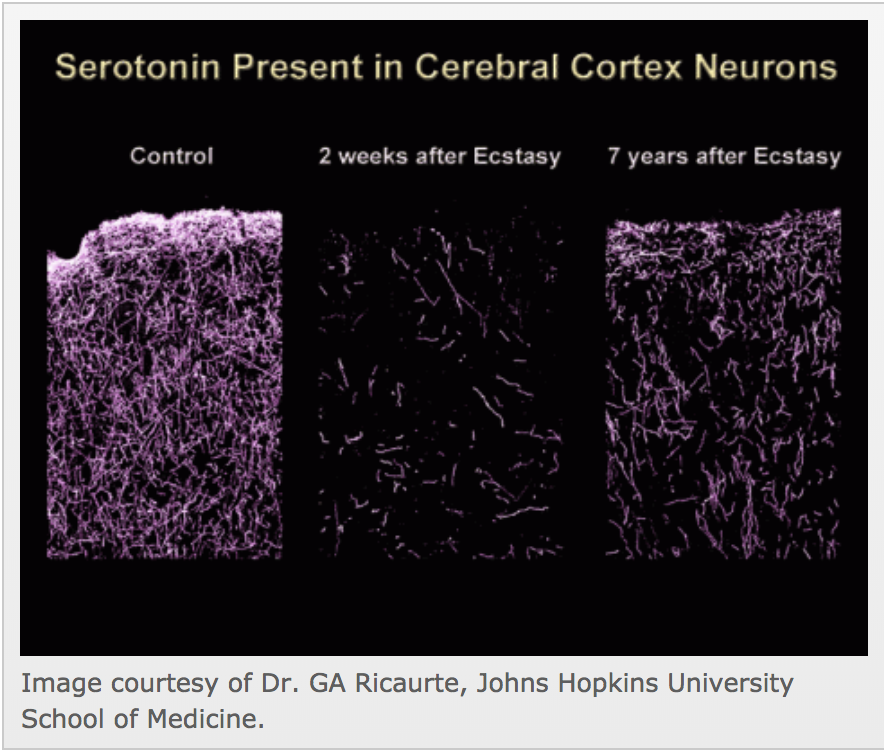 Serotonin Present in Cerebral Cortex Neurons
Control
2 weeks after Ecstasy
7 years after Ecstasy
Image courtesy of Dr. GA Ricaurte, Johns Hopkins University
School of Medicine.